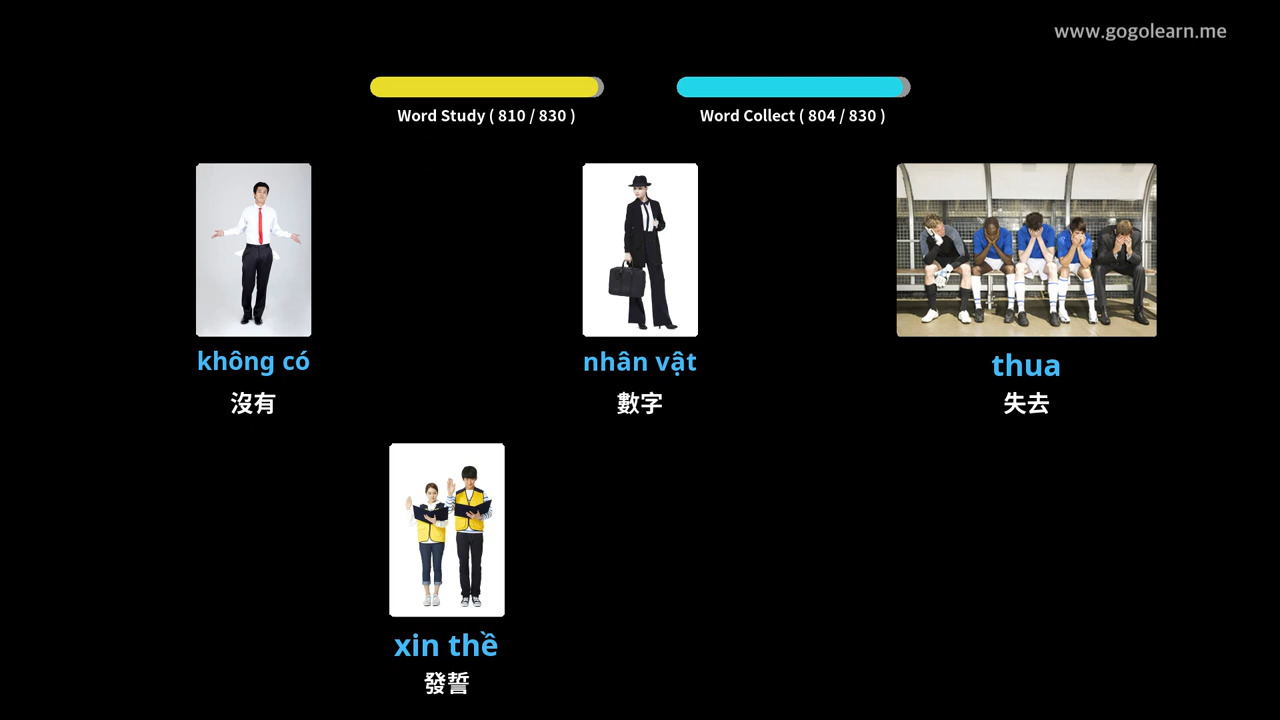 www.gogolearn.me
Word Study ( 810 / 830 )
Word Collect ( 804 / 830 )
không có
沒有
nhân vật
數字
thua
失去
xin thề
發誓